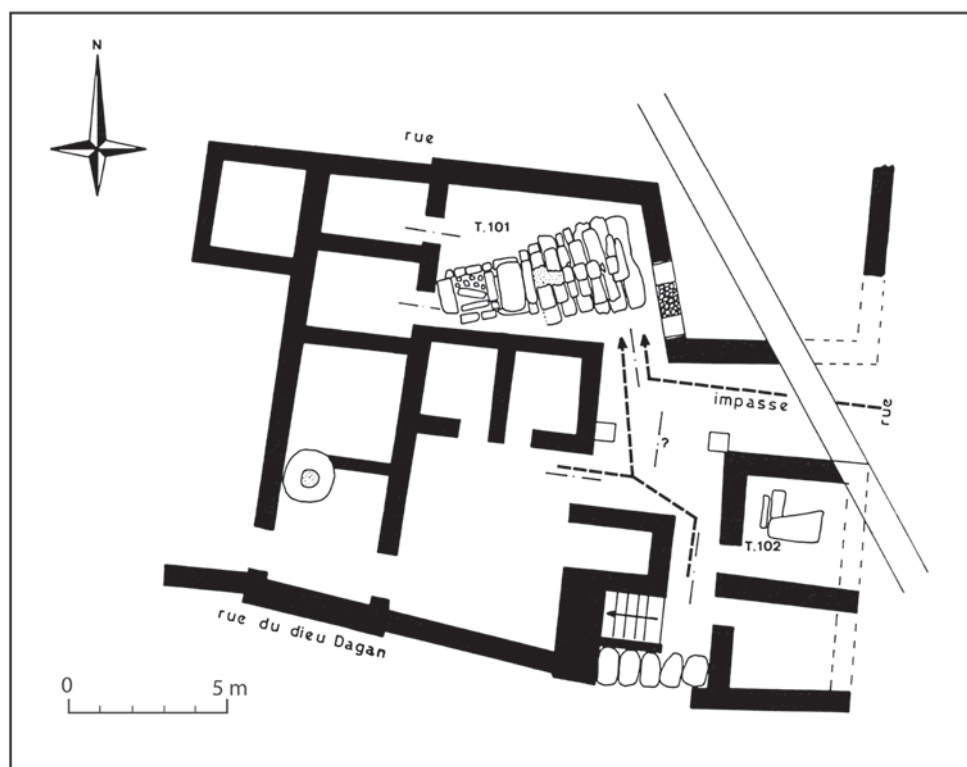 N
rue
T.101
impasse
rue
?
T.102
rue du dieu Dagan
0 5 m